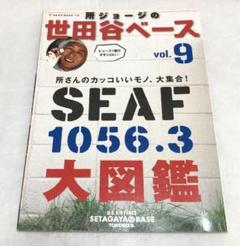 所ジョージの
世田谷ベース
vol.9
所さんのカッコいいモノ、大集合！
SEAF
1056.3
大図鑑
SETAGAYA BASE